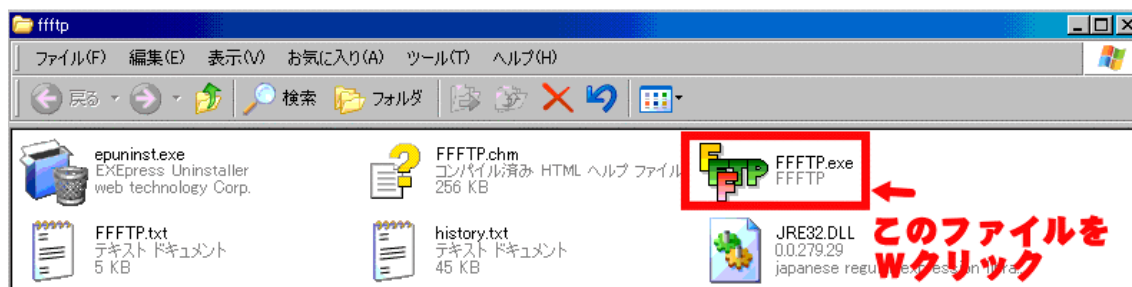 ffftp
ファイル(F) 編集(E) 表示(V) お気に入り(A) ツール(T) ヘルプ(H)
戻る 検索 フォルダ
epuninst.exe
EXEpress Uninstaller
web technology Corp.
FFFTP.chm
コンパイル済み HTML ヘルプ ファイル
256 KB
FFFTP
FFFTP.exe
FFFTP
FFFTP.txt
テキスト ドキュメント
5 KB
history.txt
テキスト ドキュメント
45 KB
JRE32.DLL
0.0.279.29
japanese
このファイルを
Wクリック